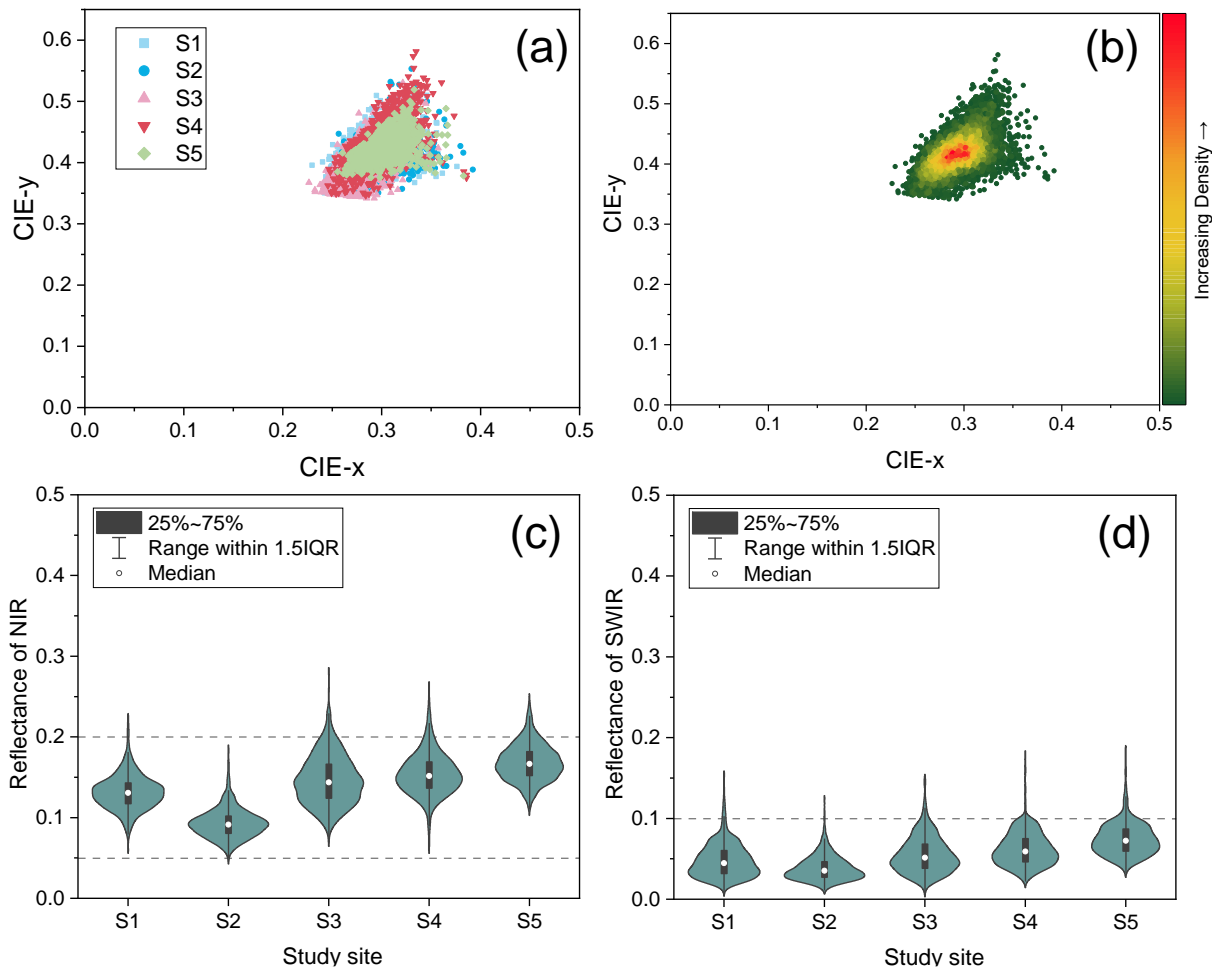 (a)
S1
S2
S3
S4
S5
0.6
0.5
0.4
0.3
0.2
0.1
0.0
CIE-y
0.0 0.1 0.2 0.3 0.4 0.5
CIE-x
(b)
0.6
0.5
0.4
0.3
0.2
0.1
0.0
CIE-y
0.0 0.1 0.2 0.3 0.4 0.5
CIE-x
Increasing Density →
(c)
25%~75%
Range within 1.5IQR
Median
0.5
0.4
0.3
0.2
0.1
0.0
Reflectance of NIR
S1 S2 S3 S4 S5
Study site
(d)
25%~75%
Range within 1.5IQR
Median
0.5
0.4
0.3
0.2
0.1
0.0
Reflectance of SWIR
S1 S2 S3 S4 S5
Study site